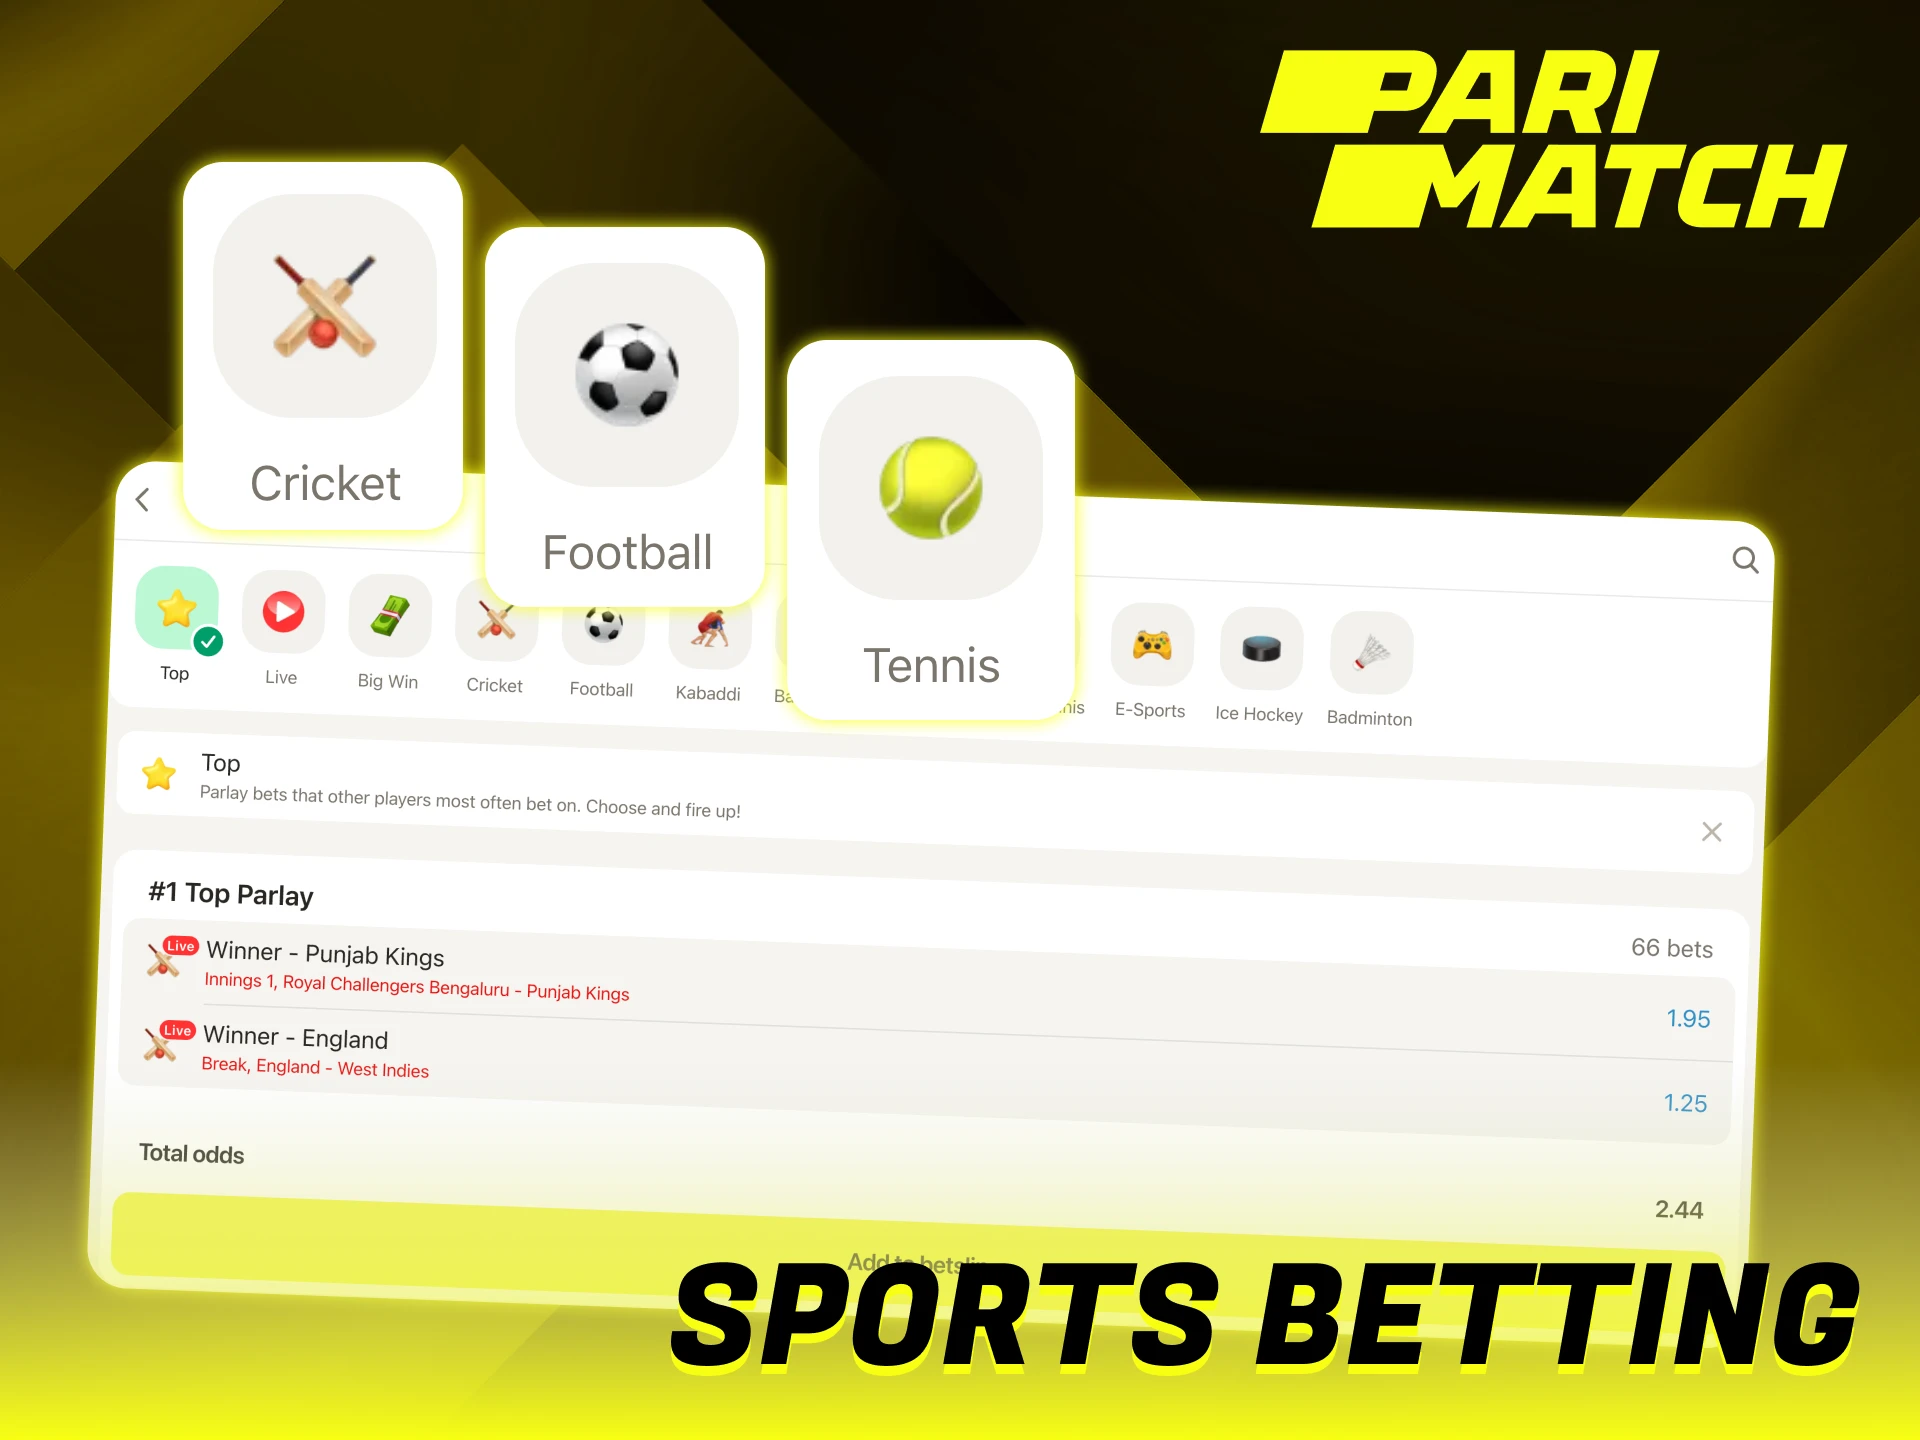 PARI
MATCH
Cricket
Football
Tennis
Top
Live
Big Win
Cricket
Football
Kabaddi
E-Sports
Ice Hockey
Badminton
Top
Parlay bets that other players most often bet on. Choose and fire up!
#1 Top Parlay
66 bets
Live
Winner - Punjab Kings
Innings 1, Royal Challengers Bengaluru - Punjab Kings
1.95
Live
Winner - England
Break, England - West Indies
1.25
Total odds
2.44
Add to betslip
SPORTS BETTING